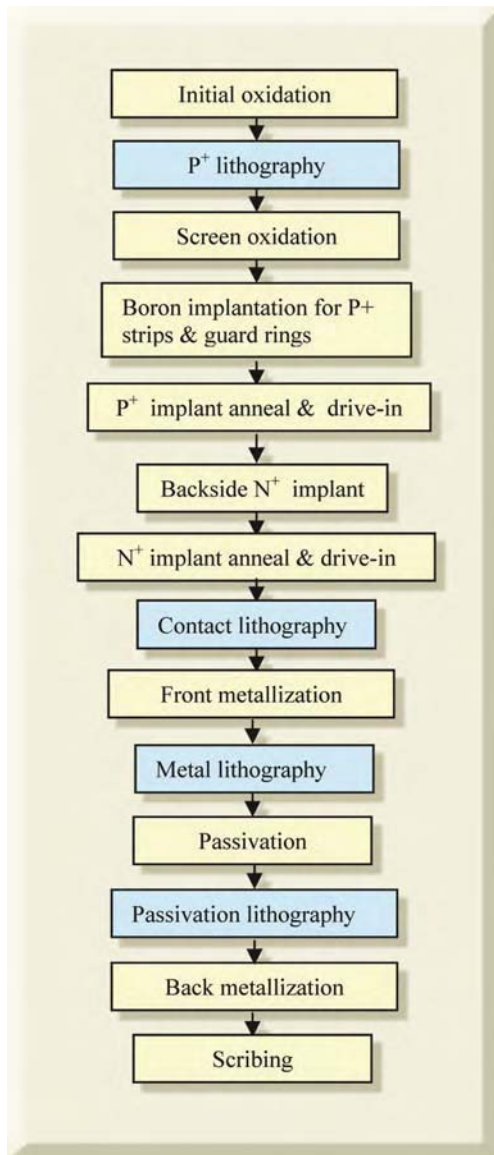 Initial oxidation
P⁺ lithography
Screen oxidation
Boron implantation for P+
strips & guard rings
P⁺ implant anneal & drive-in
Backside N⁺ implant
N⁺ implant anneal & drive-in
Contact lithography
Front metallization
Metal lithography
Passivation
Passivation lithography
Back metallization
Scribing